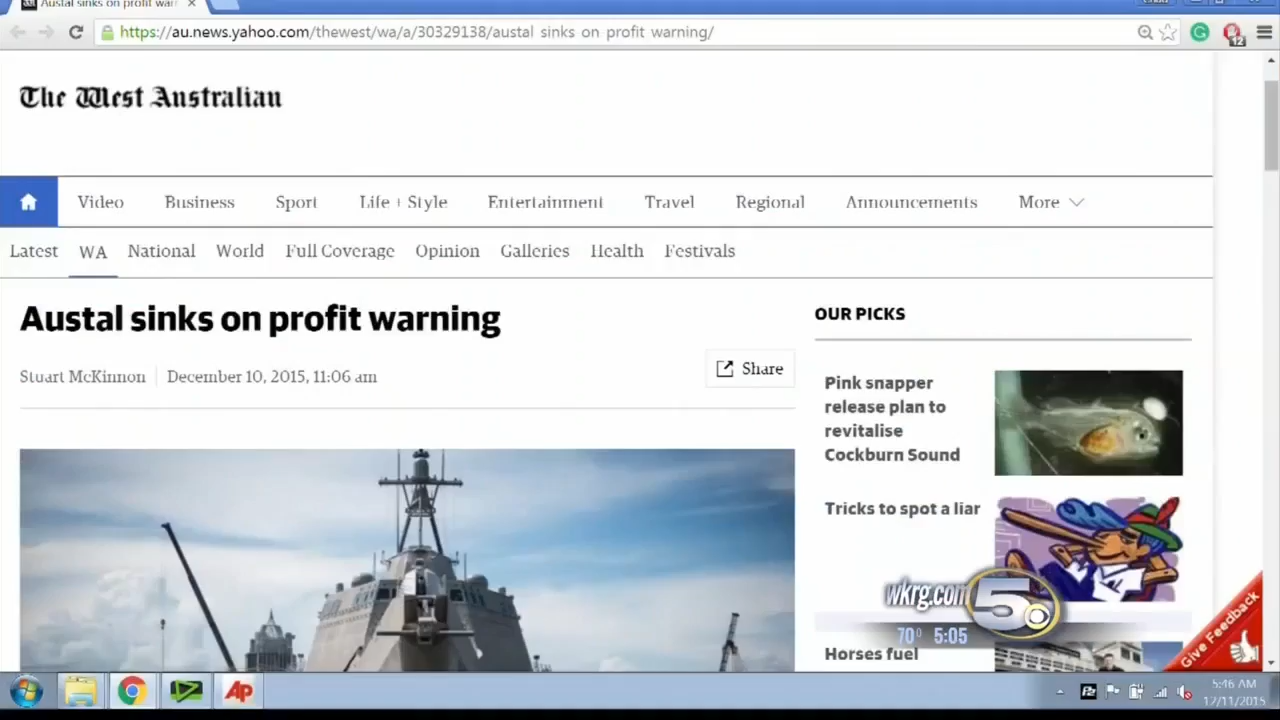 Austal sinks on profit warn
https://au.news.yahoo.com/thewest/wa/a/30329138/austal sinks on profit warning/
12
The West Australian
Video Business Sport Life + Style Entertainment Travel Regional Announcements More
Latest WA National World Full Coverage Opinion Galleries Health Festivals
Austal sinks on profit warning
Stuart McKinnon December 10, 2015, 11:06 am
Share
OUR PICKS
Pink snapper
release plan to
revitalise
Cockburn Sound
Tricks to spot a liar
Horses fuel
wkrg.com 5
70° 5:05
Give Feedback
AP
5:46 AM
12/11/2015